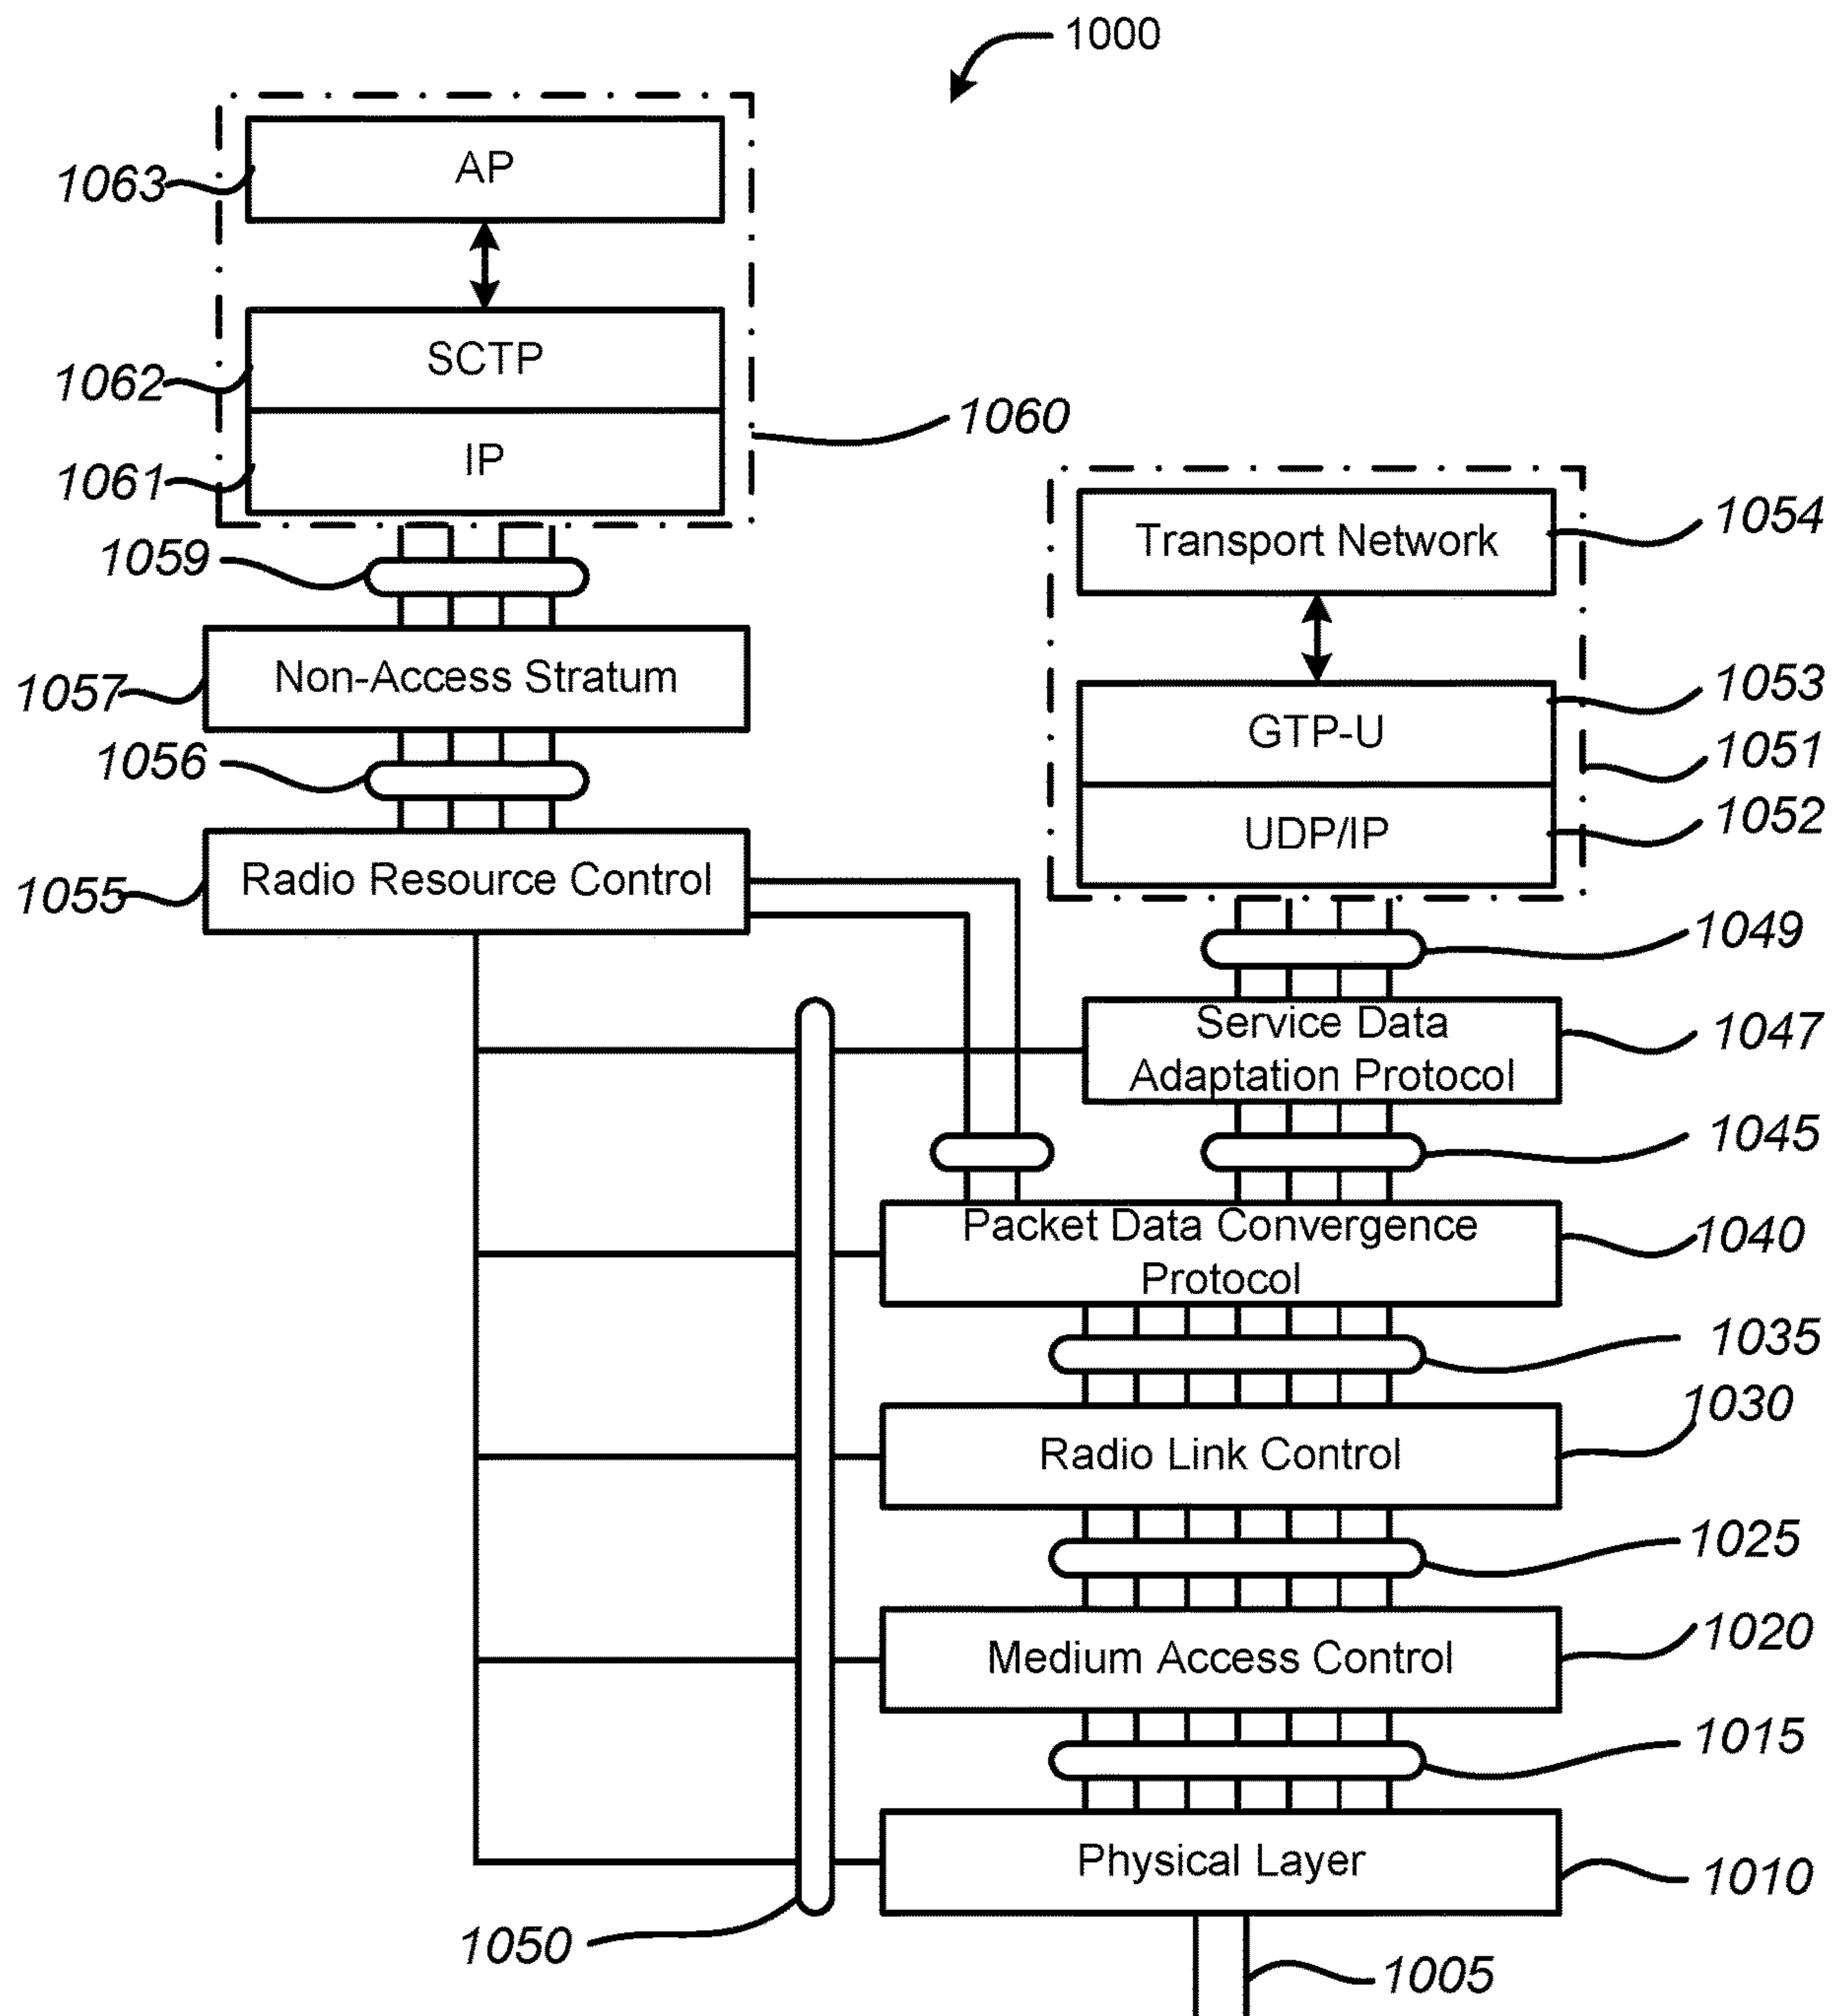 1000
AP
1063
SCTP
1062
1060
IP
1061
Transport Network
1054
1059
Non-Access Stratum
1057
GTP-U
1053
1051
1056
UDP/IP
1052
Radio Resource Control
1055
1049
Service Data
Adaptation Protocol
1047
1045
Packet Data Convergence
Protocol
1040
1035
1030
Radio Link Control
1025
1020
Medium Access Control
1015
Physical Layer
1010
1050
1005